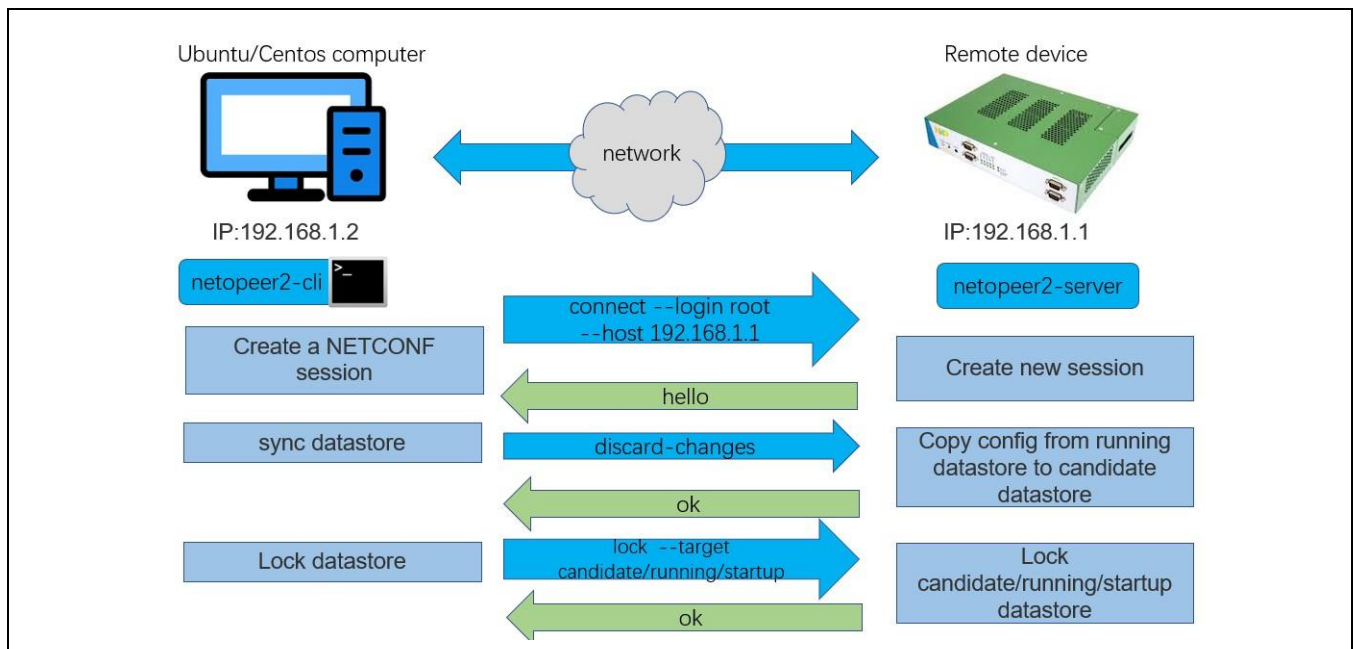 Ubuntu/Centos computer
Remote device
network
IP:192.168.1.2
IP:192.168.1.1
netopeer2-cli
>_
netopeer2-server
connect --login root
--host 192.168.1.1
Create a NETCONF
session
Create new session
hello
sync datastore
discard-changes
Copy config from running
datastore to candidate
datastore
ok
Lock datastore
lock --target
candidate/running/startup
Lock
candidate/running/startup
datastore
ok